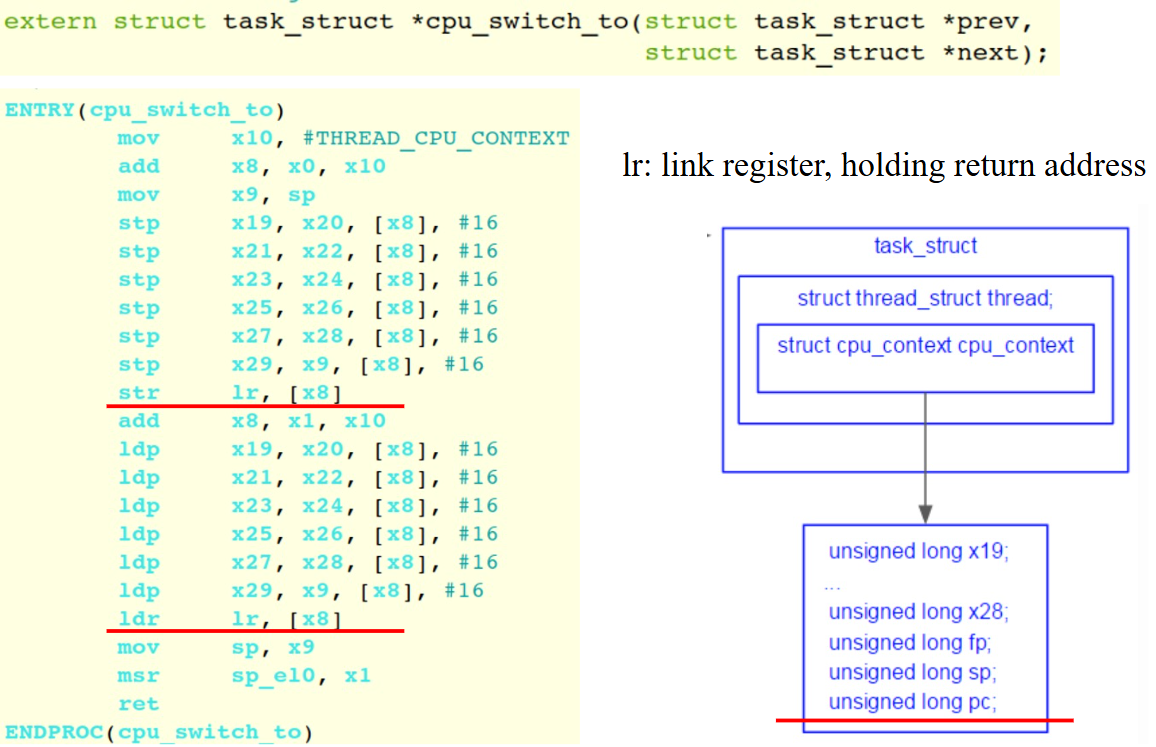 extern struct task_struct *cpu_switch_to(struct task_struct *prev,
struct task_struct *next);
ENTRY(cpu_switch_to)
mov x10, #THREAD_CPU_CONTEXT
add x8, x0, x10
mov x9, sp
stp x19, x20, [x8], #16
stp x21, x22, [x8], #16
stp x23, x24, [x8], #16
stp x25, x26, [x8], #16
stp x27, x28, [x8], #16
stp x29, x9, [x8], #16
str lr, [x8]
add x8, x1, x10
ldp x19, x20, [x8], #16
ldp x21, x22, [x8], #16
ldp x23, x24, [x8], #16
ldp x25, x26, [x8], #16
ldp x27, x28, [x8], #16
ldp x29, x9, [x8], #16
ldr lr, [x8]
mov sp, x9
msr sp_el0, x1
ret
ENDPROC(cpu_switch_to)
lr: link register, holding return address
task_struct
struct thread_struct thread;
struct cpu_context cpu_context
unsigned long x19;
...
unsigned long x28;
unsigned long fp;
unsigned long sp;
unsigned long pc;